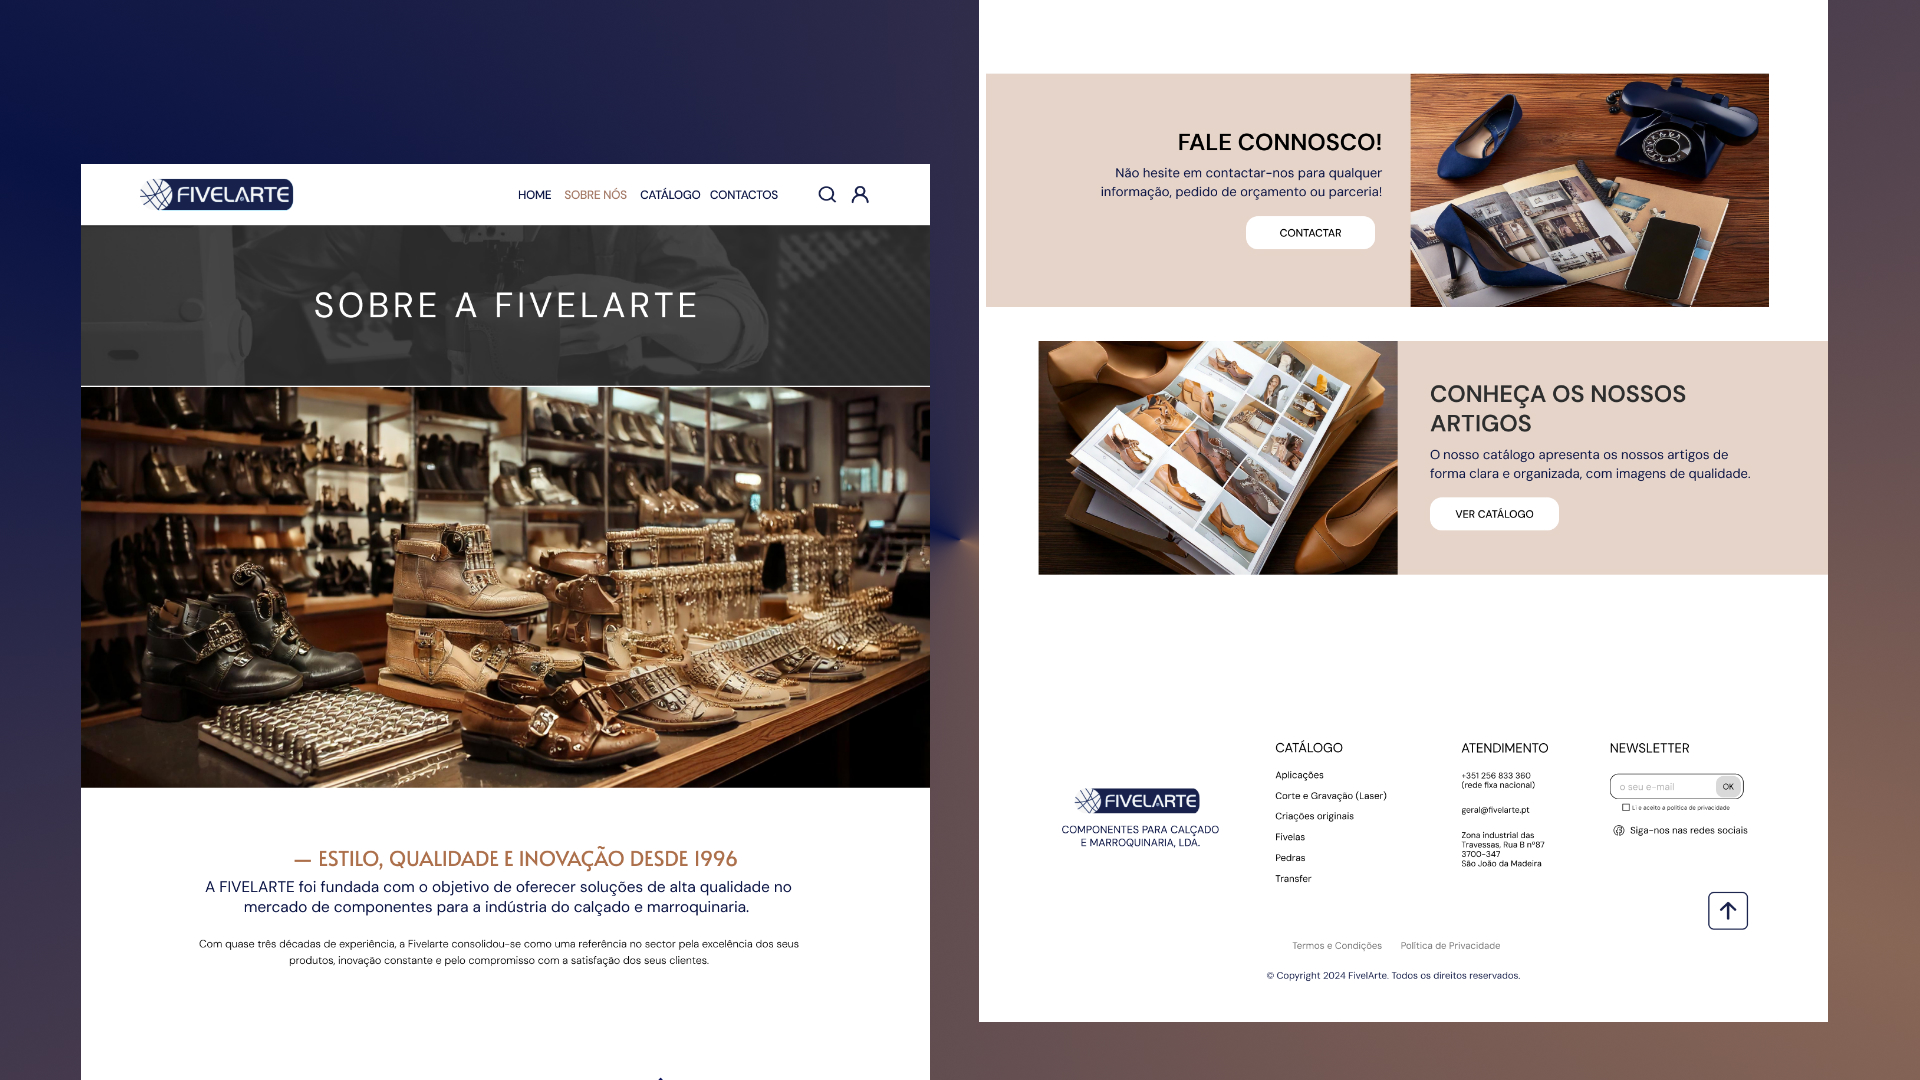 FIVELARTE
HOME SOBRE NÓS CATÁLOGO CONTACTOS
SOBRE A FIVELARTE
— ESTILO, QUALIDADE E INOVAÇÃO DESDE 1996
A FIVELARTE foi fundada com o objetivo de oferecer soluções de alta qualidade no
mercado de componentes para a indústria do calçado e marroquinaria.
Com quase três décadas de experiência, a Fivelarte consolidou-se como uma referência no sector pela excelência dos seus
produtos, inovação constante e pelo compromisso com a satisfação dos seus clientes.
FALE CONNOSCO!
Não hesite em contactar-nos para qualquer
informação, pedido de orçamento ou parceria!
CONTACTAR
CONHEÇA OS NOSSOS
ARTIGOS
O nosso catálogo apresenta os nossos artigos de
forma clara e organizada, com imagens de qualidade.
VER CATÁLOGO
FIVELARTE
COMPONENTES PARA CALÇADO
E MARROQUINARIA, LDA.
CATÁLOGO
Aplicações
Corte e Gravação (Laser)
Criações originais
Fivelas
Pedras
Transfer
ATENDIMENTO
+351 256 833 360
(rede fixa nacional)
geral@fivelarte.pt
Zona industrial das
Travessas, Rua B nº87
3700-347
São João da Madeira
NEWSLETTER
o seu e-mail OK
Li e aceito a política de privacidade
Siga-nos nas redes sociais
Termos e Condições Política de Privacidade
© Copyright 2024 FivelArte. Todos os direitos reservados.